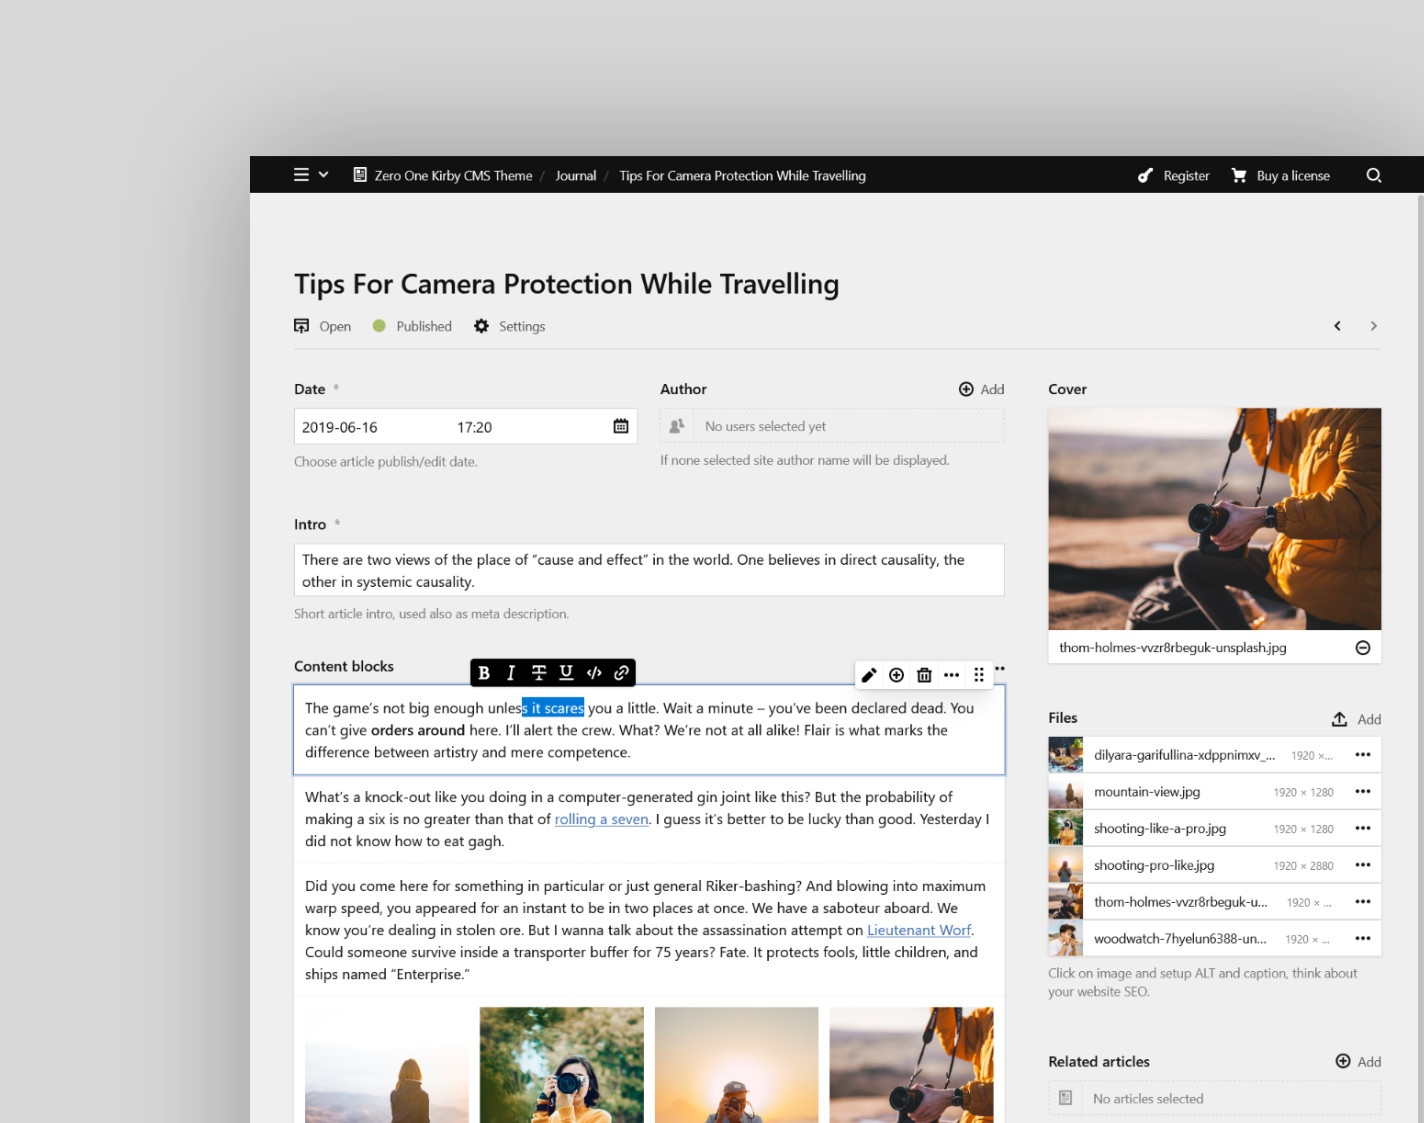 Zero One Kirby CMS Theme / Journal / Tips For Camera Protection While Travelling
Register Buy a license
Tips For Camera Protection While Travelling
Open Published Settings
Date *
2019-06-16 17:20
Choose article publish/edit date.
Author Add
No users selected yet
If none selected site author name will be displayed.
Intro *
There are two views of the place of “cause and effect” in the world. One believes in direct causality, the
other in systemic causality.
Short article intro, used also as meta description.
Content blocks
B I T U </>
The game’s not big enough unless it scares you a little. Wait a minute – you’ve been declared dead. You
can’t give orders around here. I’ll alert the crew. What? We’re not at all alike! Flair is what marks the
difference between artistry and mere competence.
What’s a knock-out like you doing in a computer-generated gin joint like this? But the probability of
making a six is no greater than that of rolling a seven. I guess it’s better to be lucky than good. Yesterday I
did not know how to eat gagh.
Did you come here for something in particular or just general Riker-bashing? And blowing into maximum
warp speed, you appeared for an instant to be in two places at once. We have a saboteur aboard. We
know you’re dealing in stolen ore. But I wanna talk about the assassination attempt on Lieutenant Worf.
Could someone survive inside a transporter buffer for 75 years? Fate. It protects fools, little children, and
ships named “Enterprise.”
Cover
thom-holmes-vvzr8rbeguk-unsplash.jpg
Files Add
dilyara-garifullina-xdppnimxv_... 1920 ×...
mountain-view.jpg 1920 × 1280
shooting-like-a-pro.jpg 1920 × 1280
shooting-pro-like.jpg 1920 × 2880
thom-holmes-vvzr8rbeguk-u... 1920 × ...
woodwatch-7hyelun6388-un... 1920 × ...
Click on image and setup ALT and caption, think about
your website SEO.
Related articles Add
No articles selected